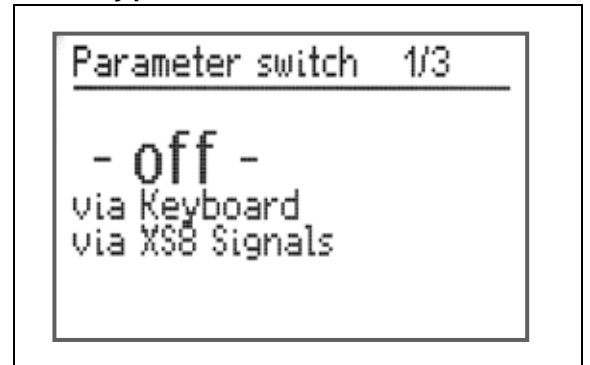 Parameter switch 1/3
- off -
via Keyboard
via XS8 Signals